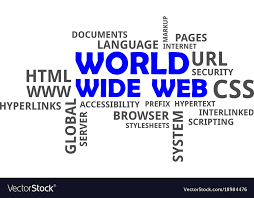 DOCUMENTS
MARKUP
PAGES
LANGUAGE
INTERNET
WORLD
URL
HTML
SECURITY
WWW
WIDE WEB
CSS
HYPERLINKS
ACCESSIBILITY
PREFIX
HYPERTEXT
GLOBAL
SERVER
BROWSER
INTERLINKED
STYLESHEETS
SYSTEM
SCRIPTING
VectorStock®
VectorStock.com/18984476